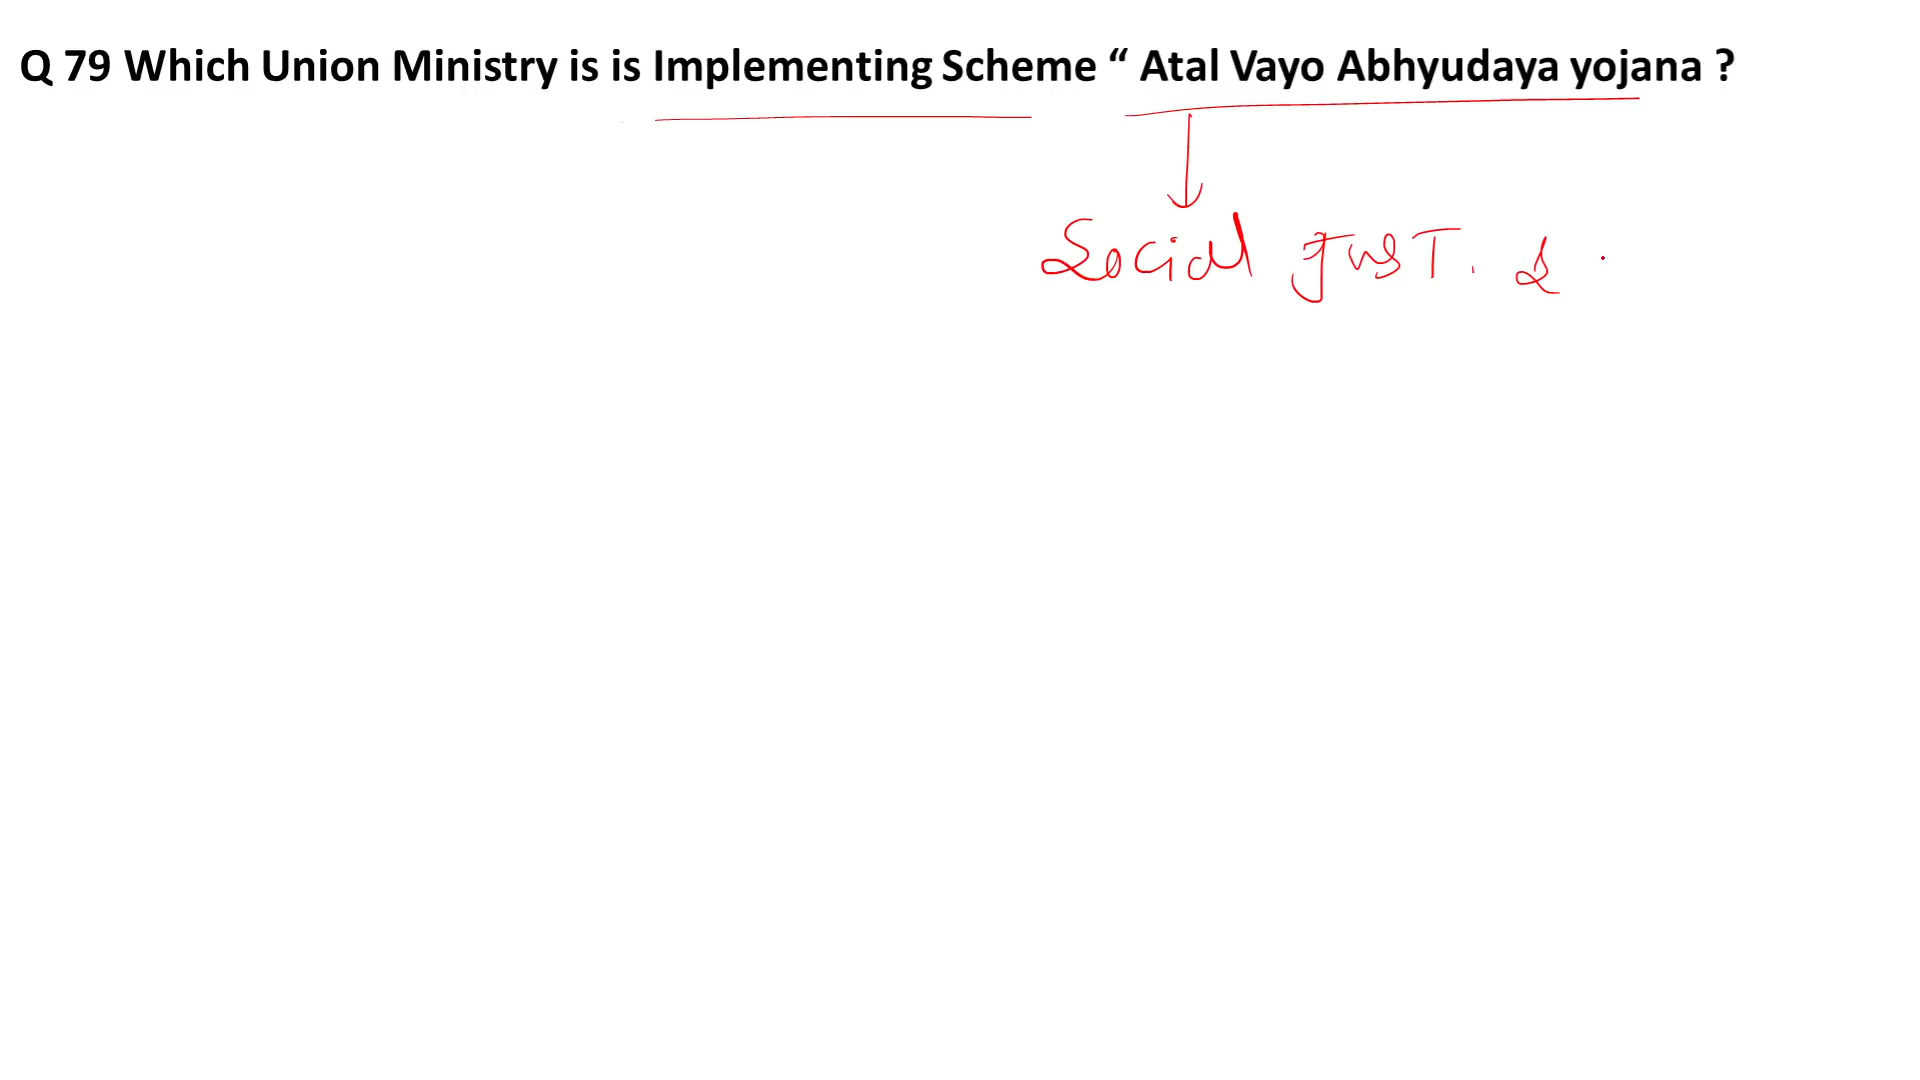 Q 79 Which Union Ministry is is Implementing Scheme “ Atal Vayo Abhyudaya yojana ?
Social Just. &